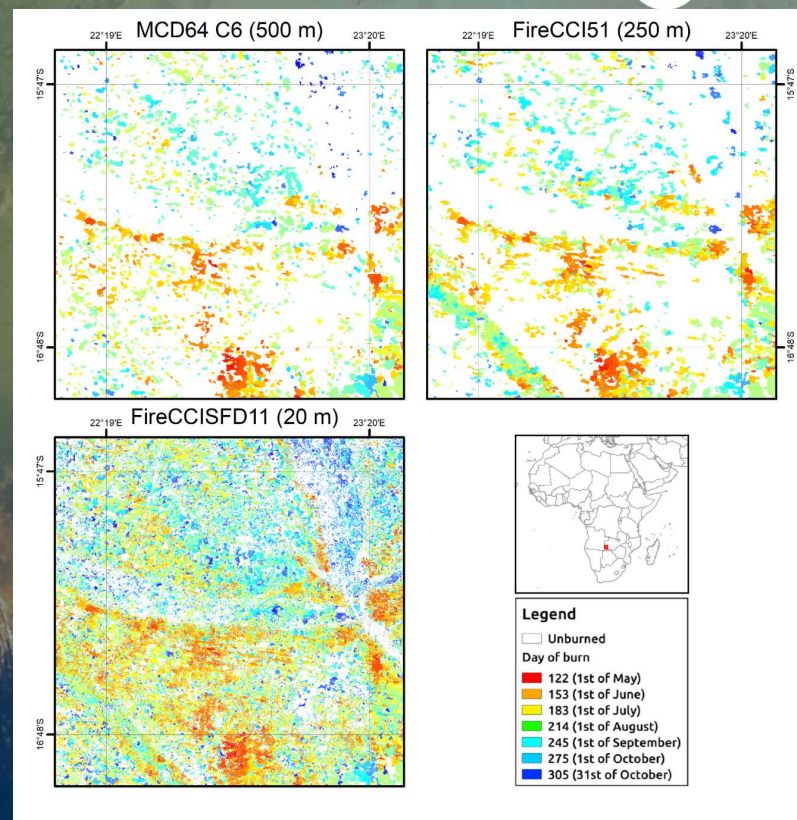 MCD64 C6 (500 m)
22°19'E
23°20'E
15°47'S
16°48'S
FireCCI51 (250 m)
22°19'E
23°20'E
15°47'S
16°48'S
FireCCISFD11 (20 m)
22°19'E
23°20'E
15°47'S
16°48'S
Legend
Unburned
Day of burn
122 (1st of May)
153 (1st of June)
183 (1st of July)
214 (1st of August)
245 (1st of September)
275 (1st of October)
305 (31st of October)